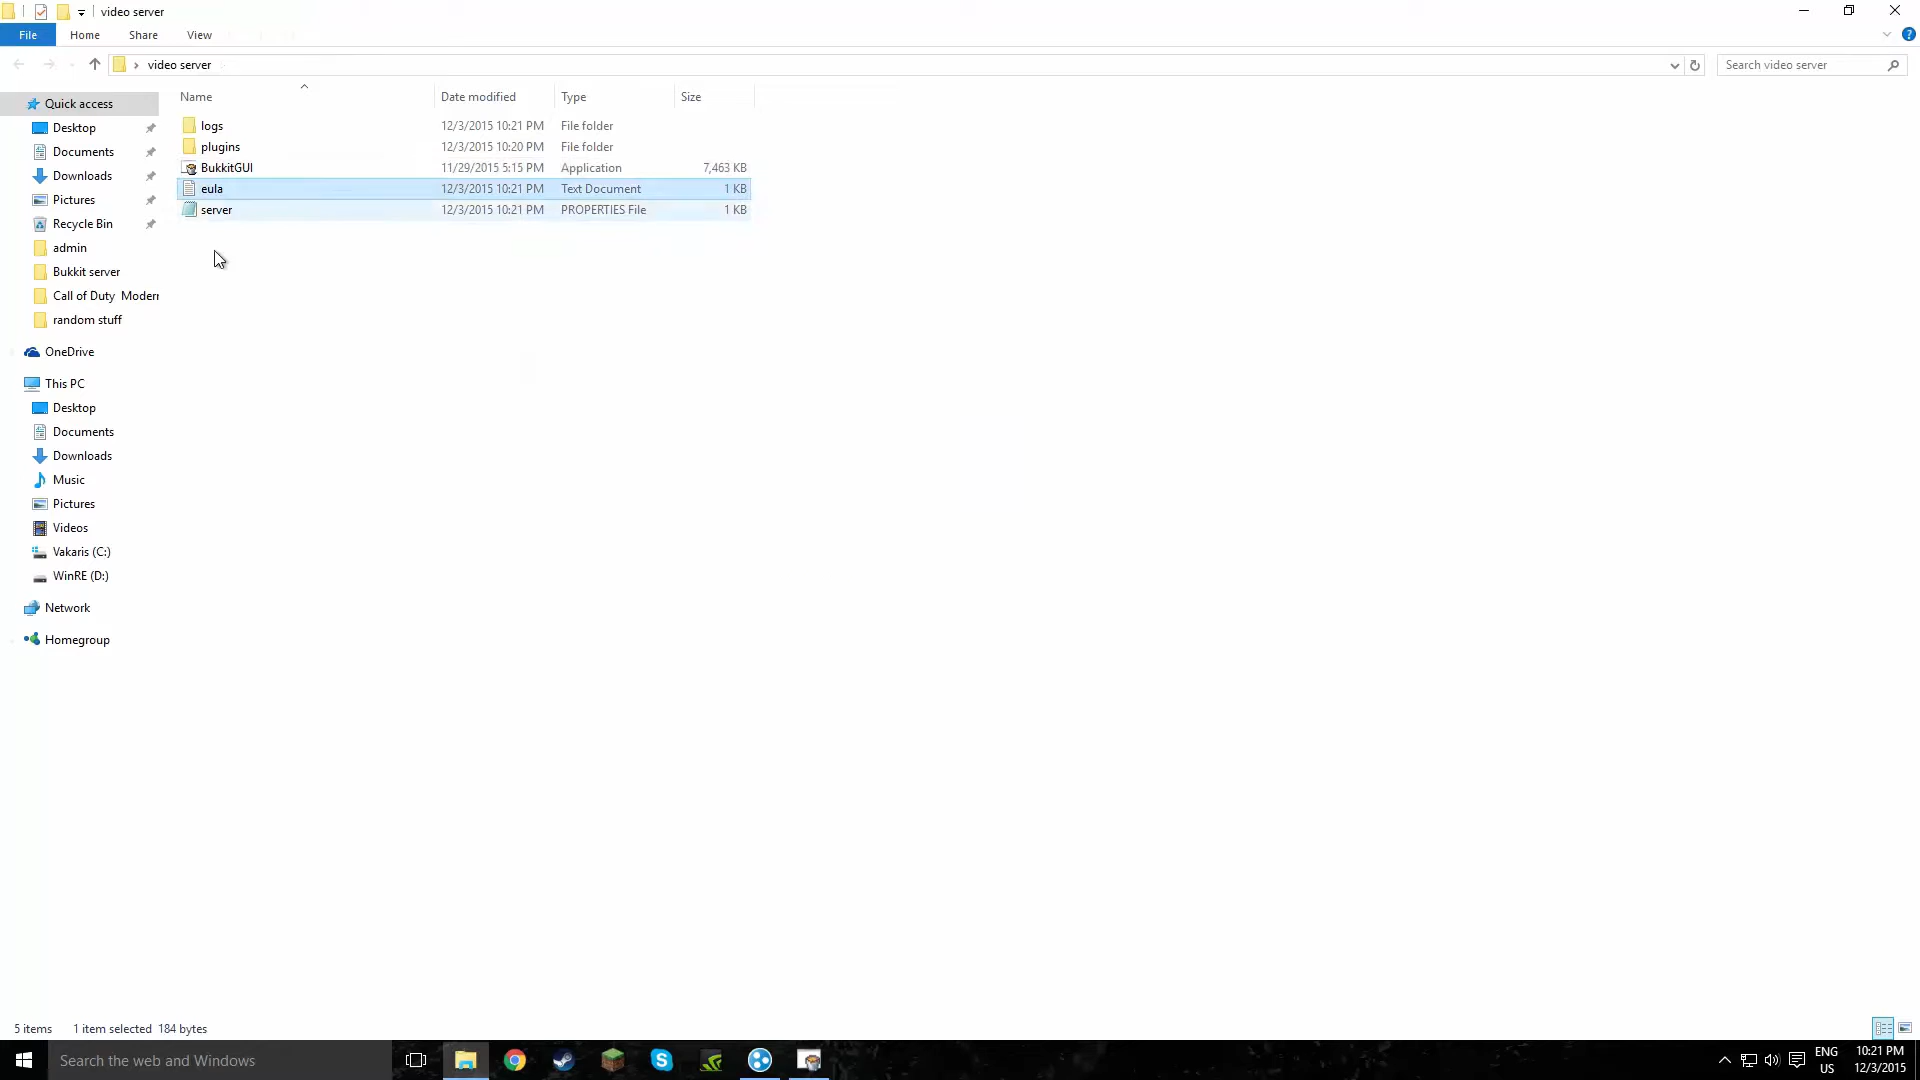 video server
File Home Share View
video server
Search video server
Name Date modified Type Size
logs 12/3/2015 10:21 PM File folder
plugins 12/3/2015 10:20 PM File folder
BukkitGUI 11/29/2015 5:15 PM Application 7,463 KB
eula 12/3/2015 10:21 PM Text Document 1 KB
server 12/3/2015 10:21 PM PROPERTIES File 1 KB
Quick access
Desktop
Documents
Downloads
Pictures
Recycle Bin
admin
Bukkit server
Call of Duty Modern
random stuff
OneDrive
This PC
Desktop
Documents
Downloads
Music
Pictures
Videos
Vakaris (C:)
WinRE (D:)
Network
Homegroup
5 items 1 item selected 184 bytes
Search the web and Windows
ENG
US
10:21 PM
12/3/2015